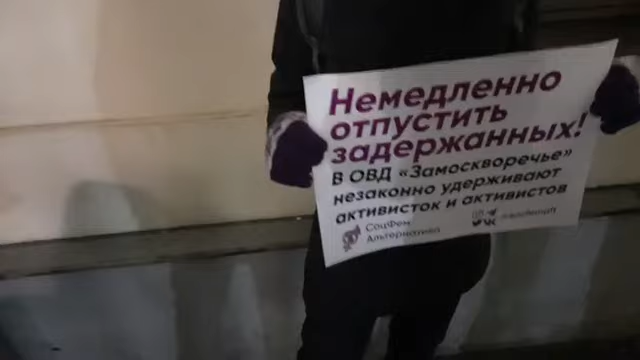 Немедленно
отпустить
задержанных!
В ОВД «Замоскворечье»
незаконно удерживают
активисток и активистов
СоцФем
Альтернатива